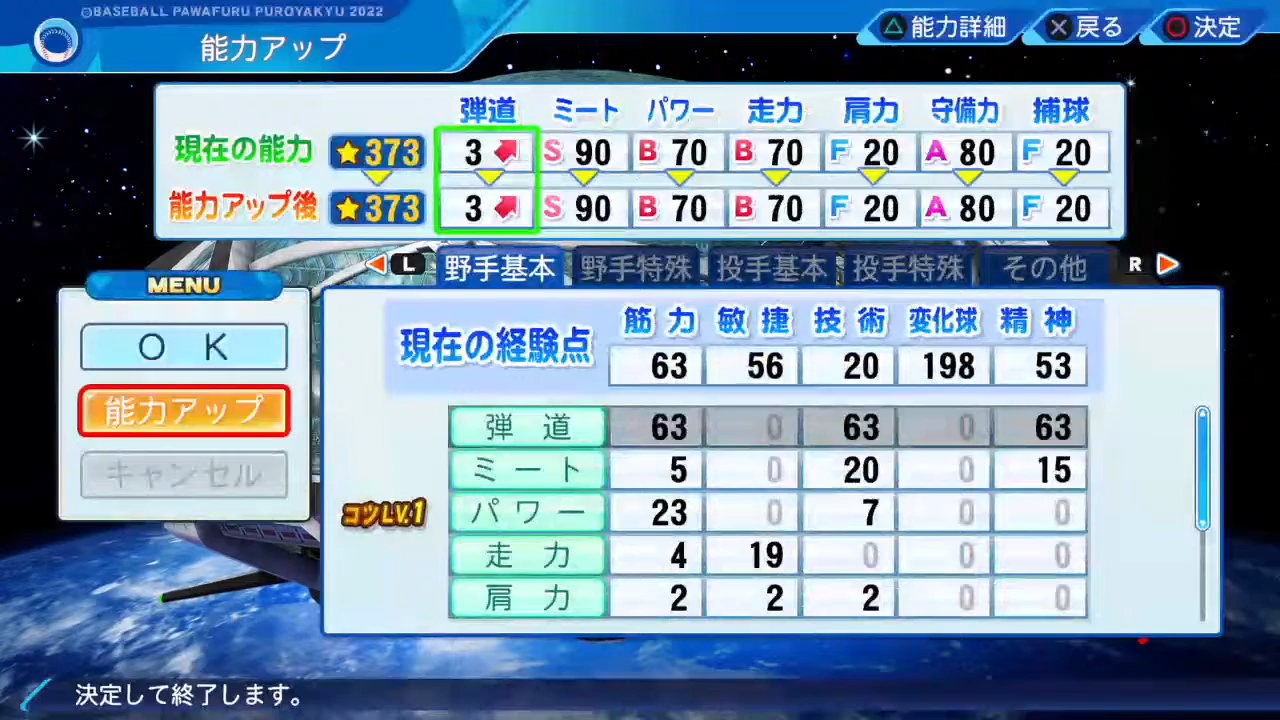 ©BASEBALL PAWAFURU PUROYAKYU 2022
能力アップ
△能力詳細 ×戻る ○決定
弾道 ミート パワー 走力 肩力 守備力 捕球
現在の能力 ★373 3 S 90 B 70 B 70 F 20 A 80 F 20
能力アップ後 ★373 3 S 90 B 70 B 70 F 20 A 80 F 20
L 野手基本 野手特殊 投手基本 投手特殊 その他 R
MENU
OK
能力アップ
キャンセル
筋力 敏捷 技術 変化球 精神
現在の経験点 63 56 20 198 53
弾道 63 0 63 0 63
ミート 5 0 20 0 15
コツLV.1 パワー 23 0 7 0 0
走力 4 19 0 0 0
肩力 2 2 2 0 0
決定して終了します。